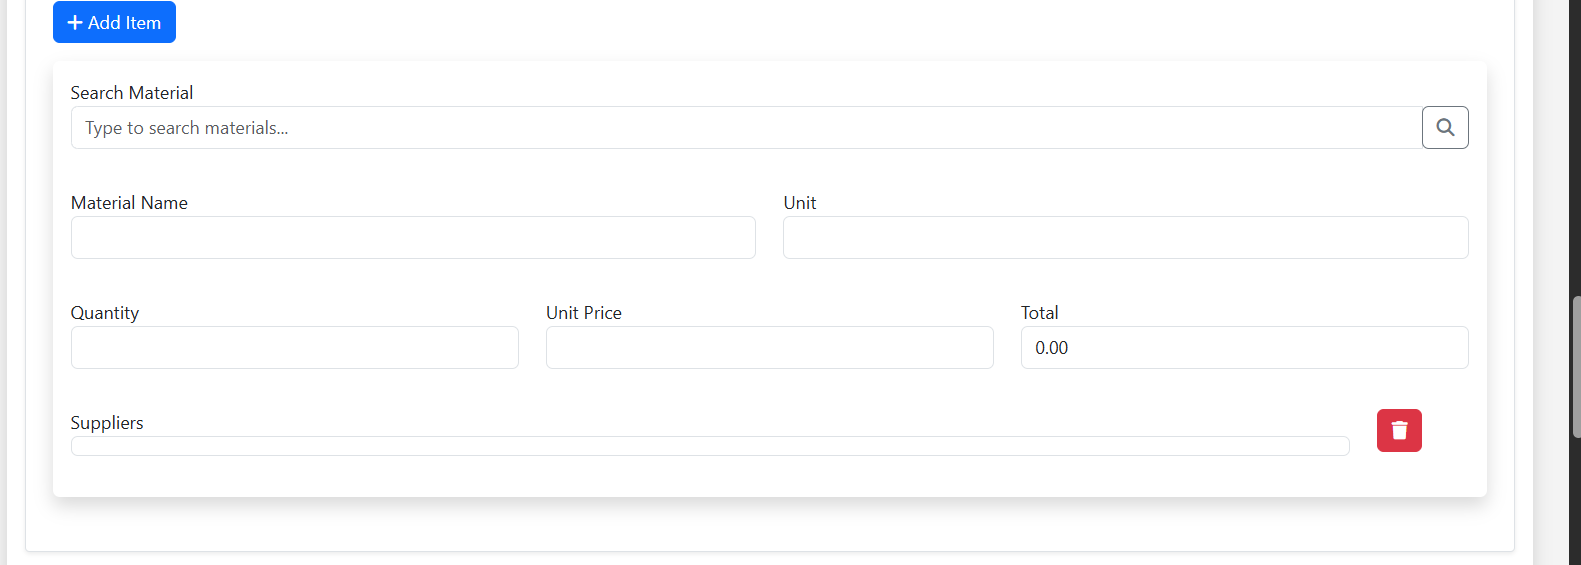 Add Item
Search Material
Type to search materials...
Material Name Unit
Quantity Unit Price Total
0.00
Suppliers